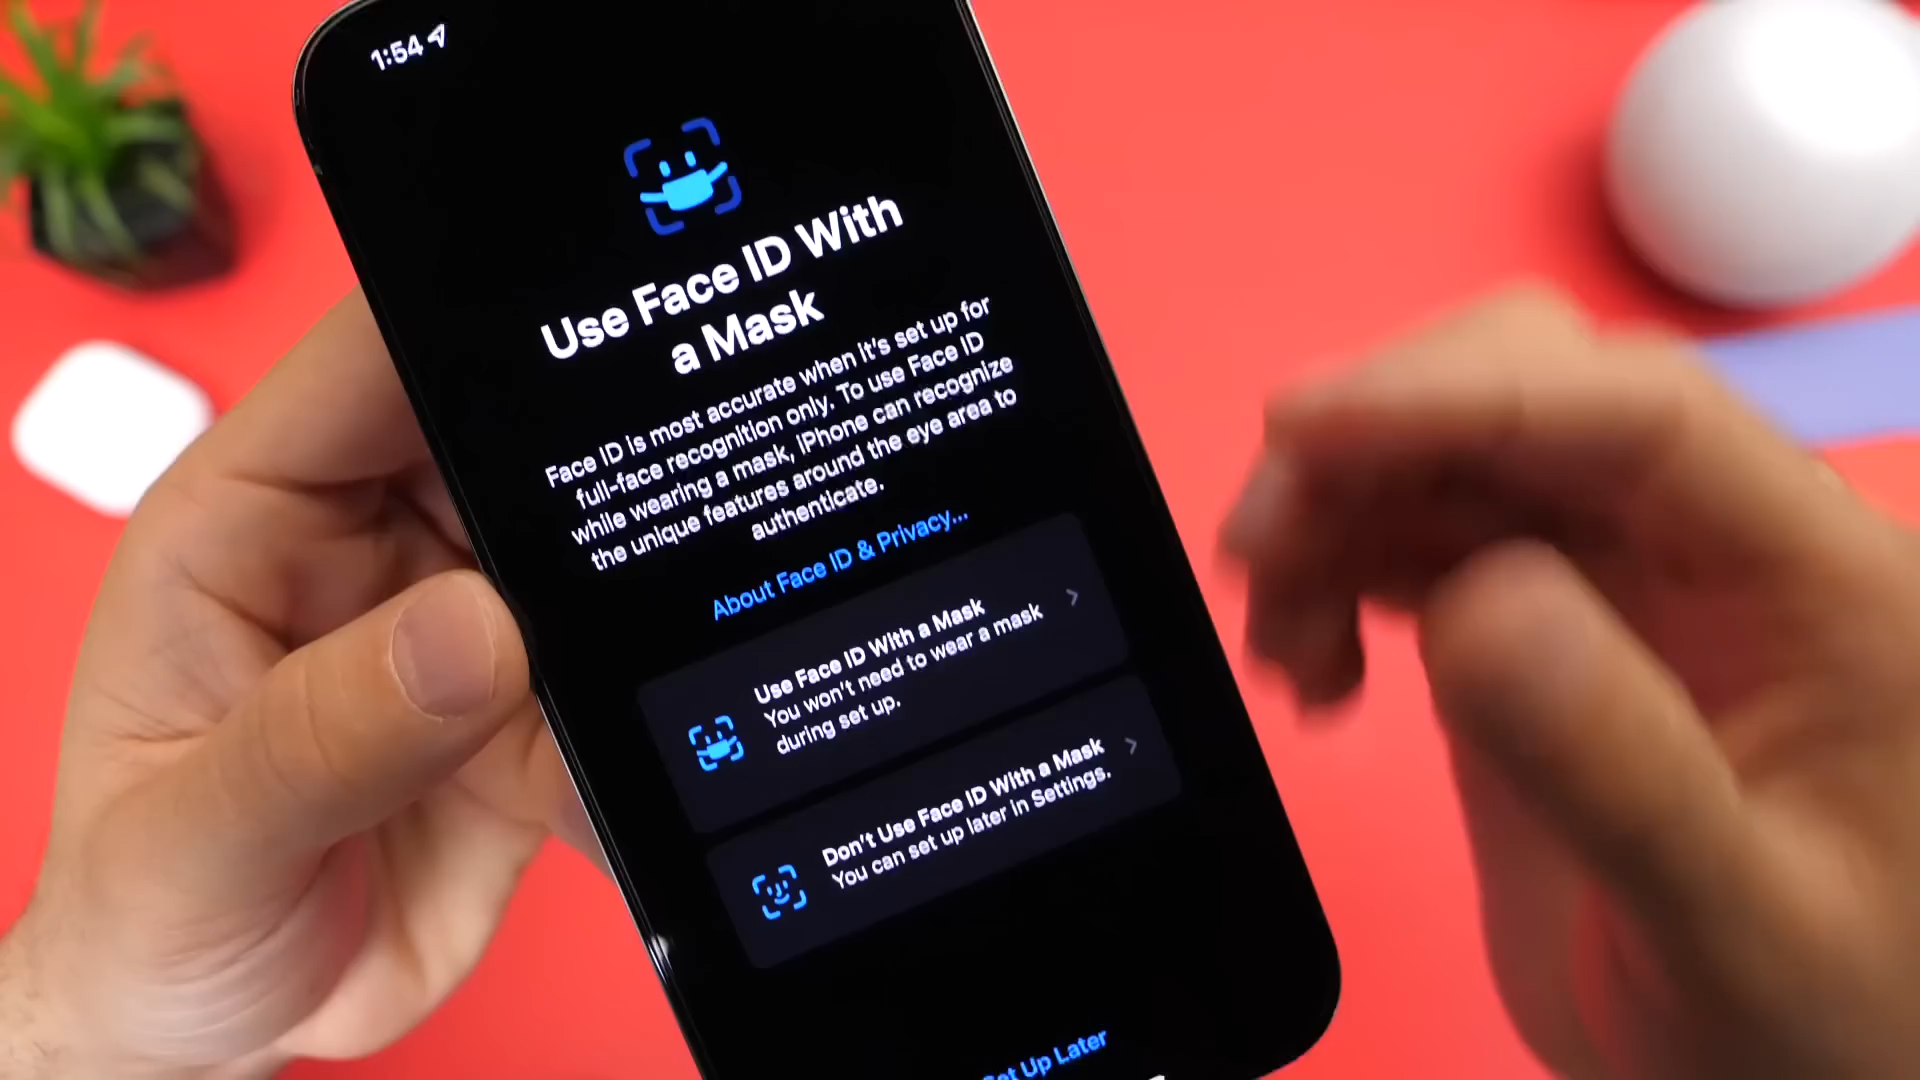 1:54
Use Face ID With
a Mask
Face ID is most accurate when it's set up for
full-face recognition only. To use Face ID
while wearing a mask, iPhone can recognize
the unique features around the eye area to
authenticate.
About Face ID & Privacy...
Use Face ID With a Mask
You won't need to wear a mask
during set up.
Don't Use Face ID With a Mask
You can set up later in Settings.
Set Up Later